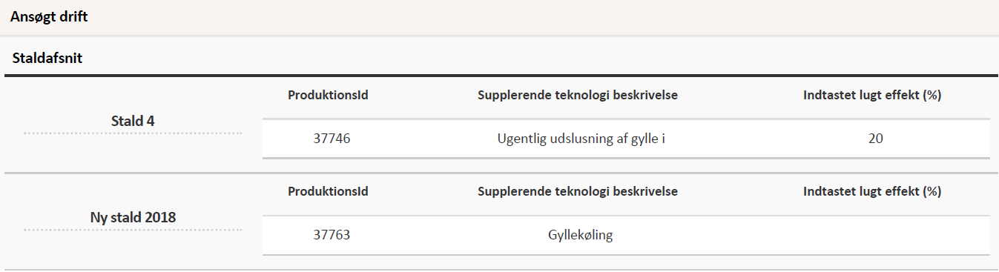 Ansøgt drift
Staldafsnit
ProduktionsId Supplerende teknologi beskrivelse Indtastet lugt effekt (%)
Stald 4
37746 Ugentlig udslusning af gylle i 20
ProduktionsId Supplerende teknologi beskrivelse Indtastet lugt effekt (%)
Ny stald 2018
37763 Gyllekøling